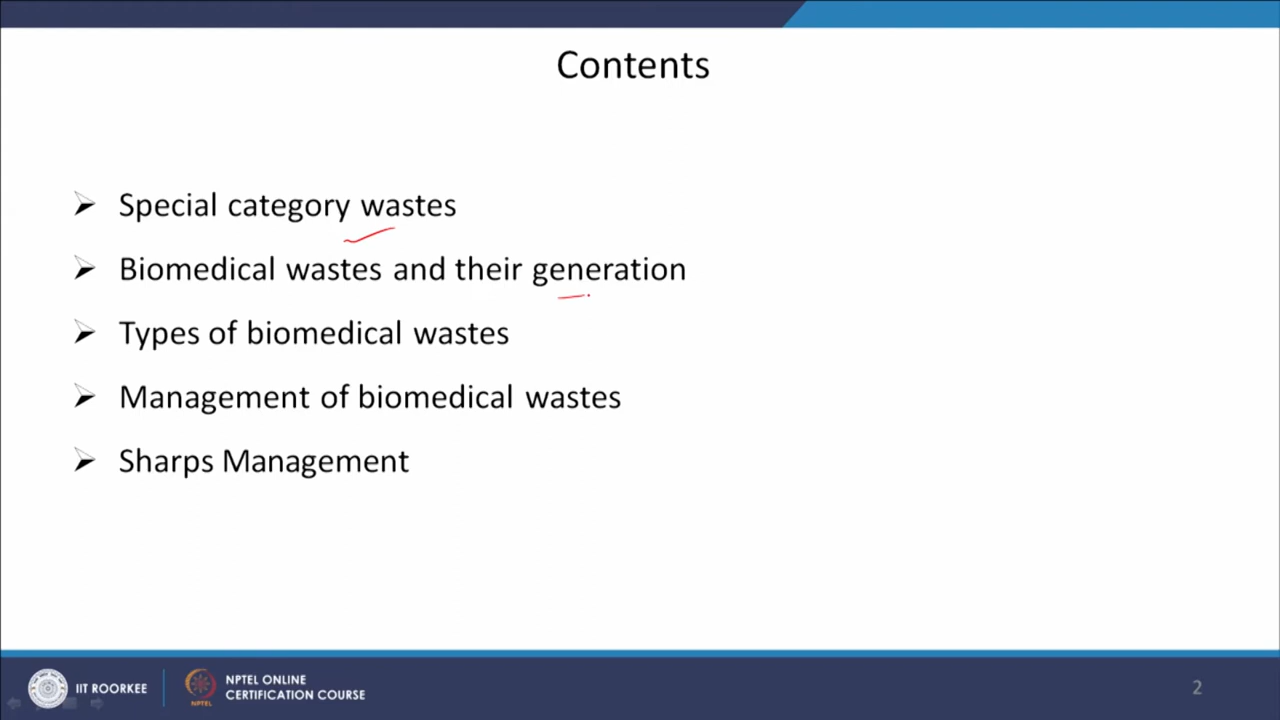 Contents
Special category wastes
Biomedical wastes and their generation
Types of biomedical wastes
Management of biomedical wastes
Sharps Management
IIT ROORKEE
NPTEL
NPTEL ONLINE
CERTIFICATION COURSE
2